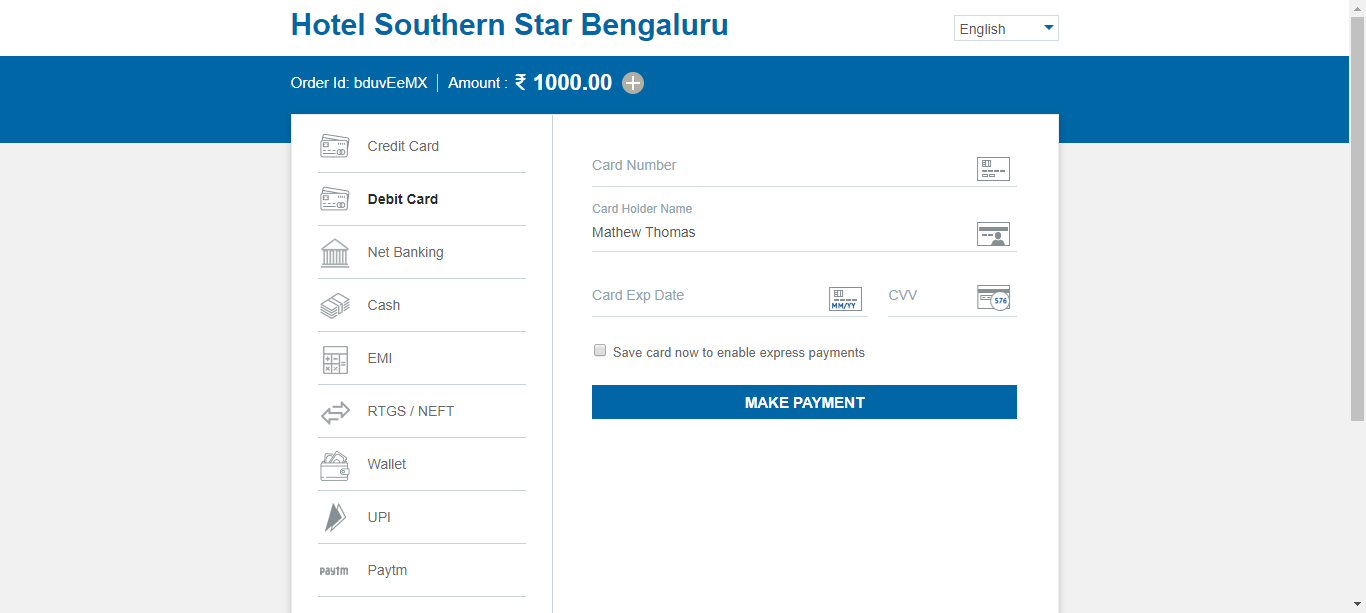 Hotel Southern Star Bengaluru
English
Order Id: bduvEeMX | Amount : ₹ 1000.00
Credit Card
Debit Card
Net Banking
Cash
EMI
RTGS / NEFT
Wallet
UPI
paytm Paytm
Card Number
Card Holder Name
Mathew Thomas
Card Exp Date MM/YY CVV 576
Save card now to enable express payments
MAKE PAYMENT